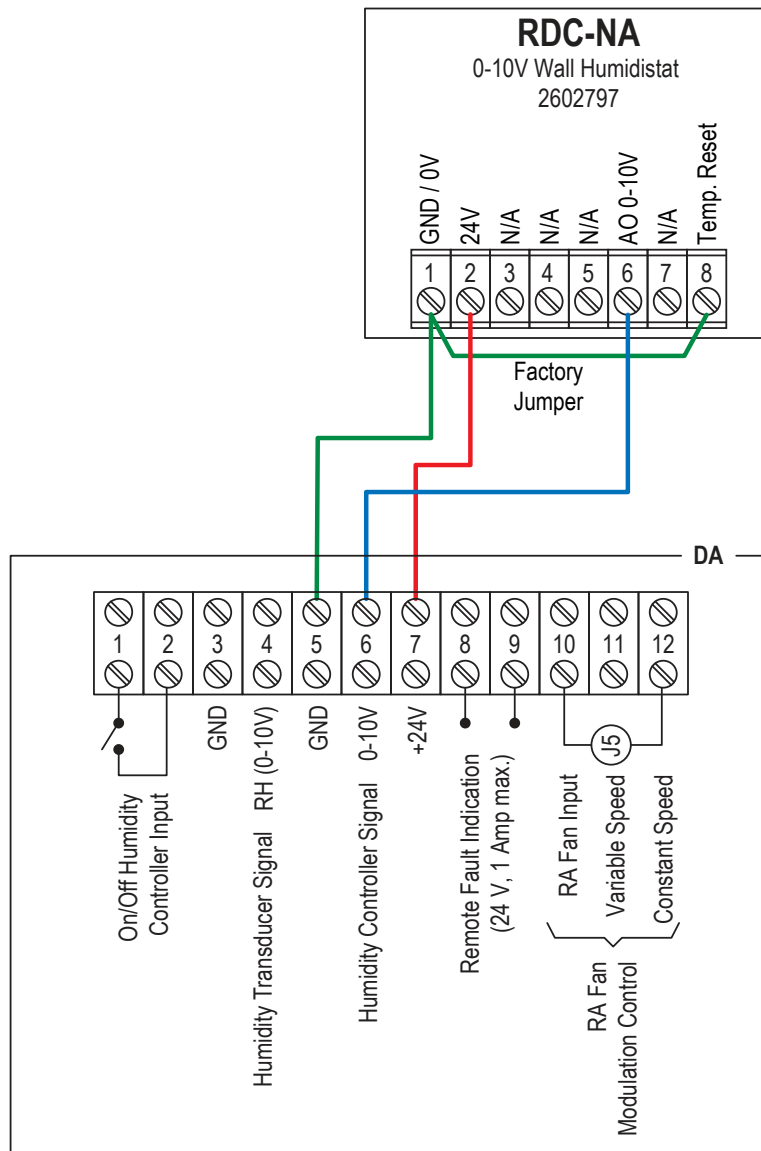 RDC-NA
0-10V Wall Humidistat
2602797
GND / 0V
24V
N/A
N/A
N/A
AO 0-10V
N/A
Temp. Reset
1 2 3 4 5 6 7 8
Factory
Jumper
DA
1 2 3 4 5 6 7 8 9 10 11 12
On/Off Humidity
Controller Input
GND
Humidity Transducer Signal RH (0-10V)
GND
Humidity Controller Signal 0-10V
+24V
Remote Fault Indication
(24 V, 1 Amp max.)
J5
RA Fan Input
Variable Speed
Constant Speed
RA Fan
Modulation Control